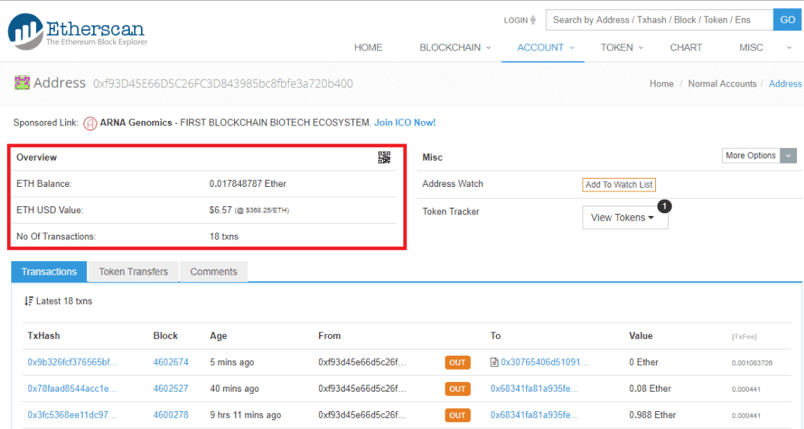 LOGIN
Search by Address / Txhash / Block / Token / Ens
GO
Etherscan
The Ethereum Block Explorer
HOME BLOCKCHAIN ACCOUNT TOKEN CHART MISC
Address 0xf93D45E66D5C26FC3D843985bc8fbfe3a720b400
Home / Normal Accounts / Address
Sponsored Link: ARNA Genomics - FIRST BLOCKCHAIN BIOTECH ECOSYSTEM. Join ICO Now!
Overview
ETH Balance: 0.017848787 Ether
ETH USD Value: $6.57 (@ $368.25/ETH)
No Of Transactions: 18 txns
Misc More Options
Address Watch Add To Watch List
Token Tracker View Tokens 1
Transactions Token Transfers Comments
Latest 18 txns
TxHash Block Age From To Value [TxFee]
0x9b326fcf376565bf... 4602674 5 mins ago 0xf93d45e66d5c26f... OUT 0x30765406d51091... 0 Ether 0.001083726
0x78faad8544acc1e... 4602527 40 mins ago 0xf93d45e66d5c26f... OUT 0x68341fa81a935fe... 0.08 Ether 0.000441
0x3fc5368ee11dc97... 4600278 9 hrs 11 mins ago 0xf93d45e66d5c26f... OUT 0x68341fa81a935fe... 0.988 Ether 0.000441